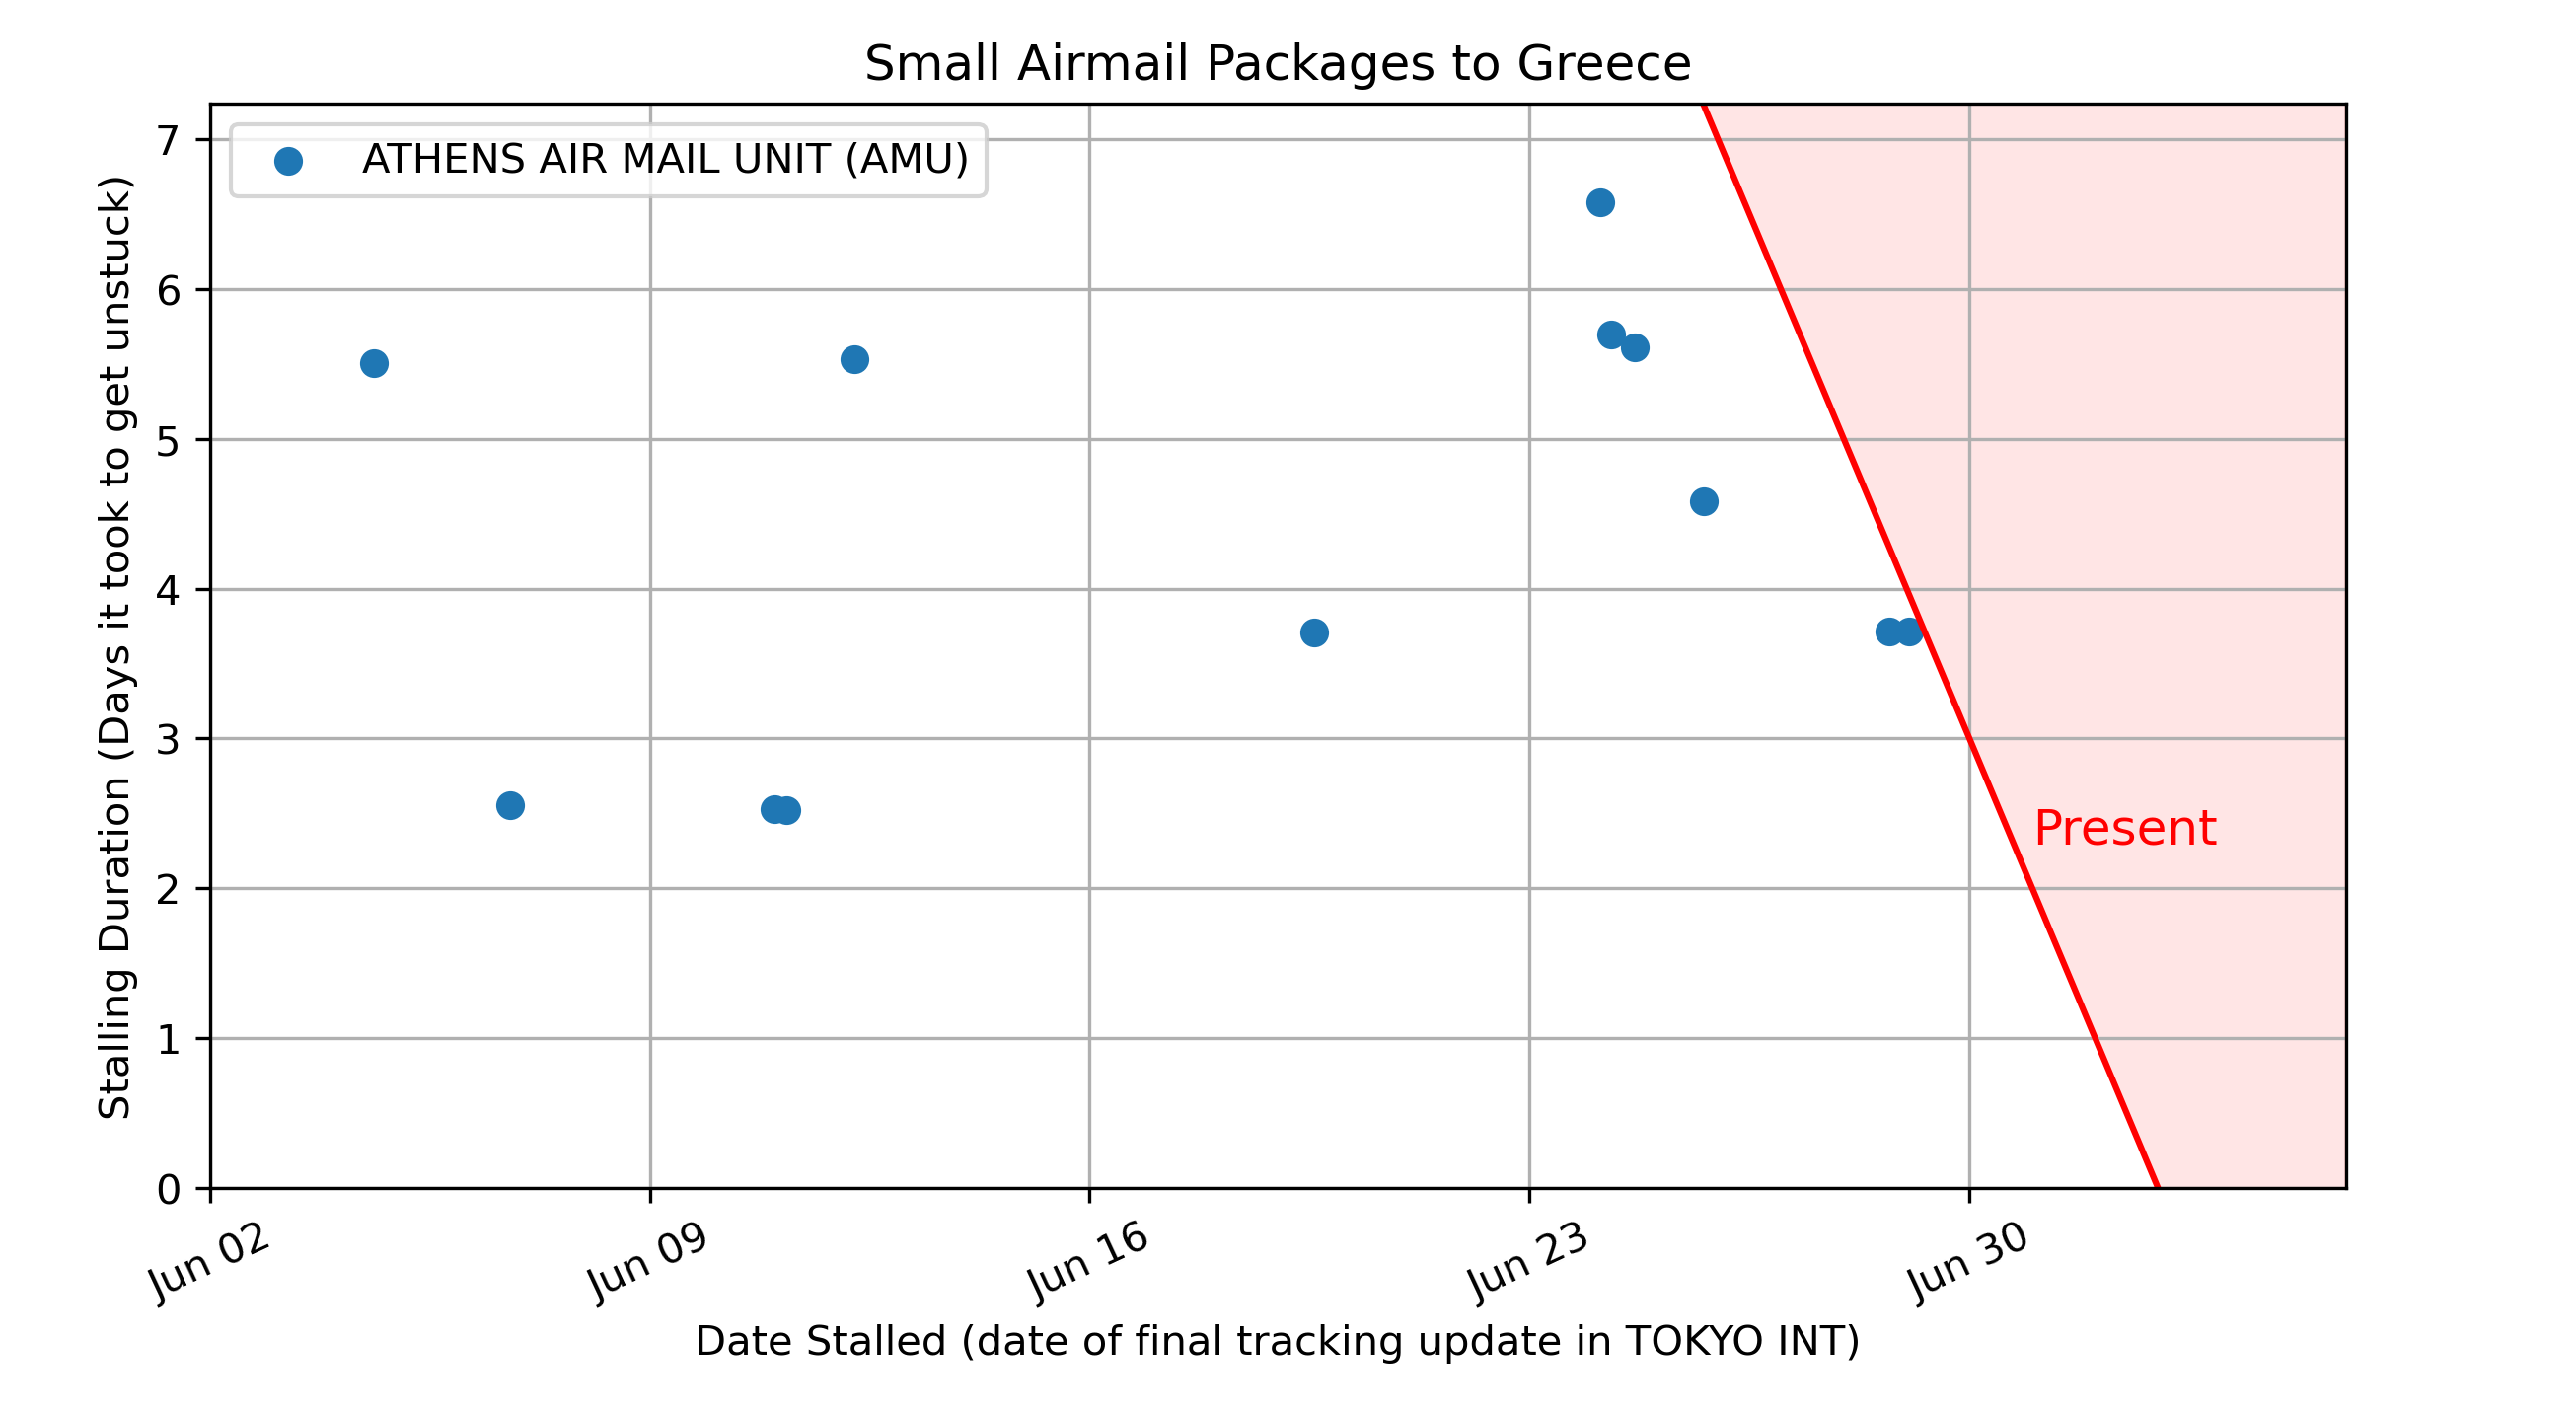 Small Airmail Packages to Greece
ATHENS AIR MAIL UNIT (AMU)
Stalling Duration (Days it took to get unstuck)
7
6
5
4
3
2
1
0
Present
Jun 02
Jun 09
Jun 16
Jun 23
Jun 30
Date Stalled (date of final tracking update in TOKYO INT)